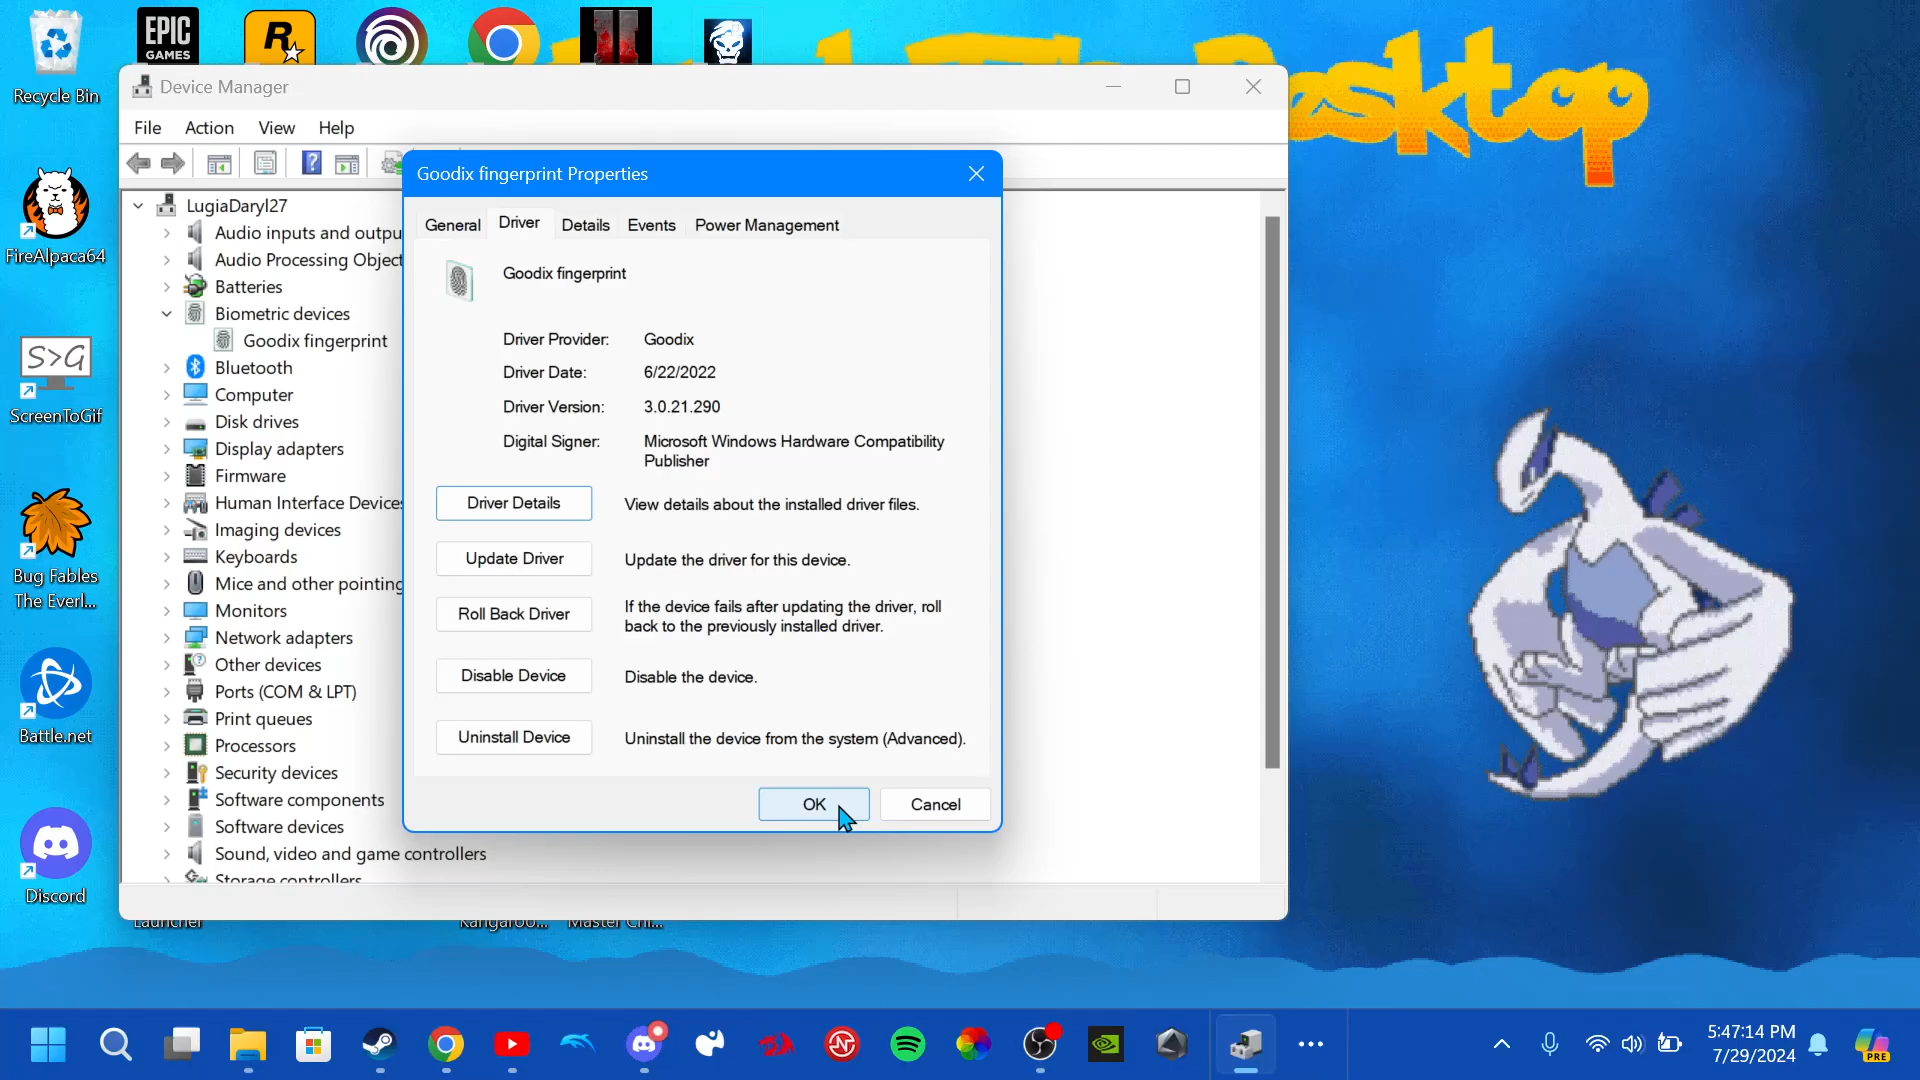 EPIC
GAMES
R
Desktop
Recycle Bin
Device Manager
File Action View Help
Goodix fingerprint Properties
General Driver Details Events Power Management
LugiaDaryl27
Audio inputs and outpu
Audio Processing Object
Batteries
Biometric devices
Goodix fingerprint
Bluetooth
Computer
Disk drives
Display adapters
Firmware
Human Interface Devices
Imaging devices
Keyboards
Mice and other pointing
Monitors
Network adapters
Other devices
Ports (COM & LPT)
Print queues
Processors
Security devices
Software components
Software devices
Sound, video and game controllers
Storage controllers
Goodix fingerprint
Driver Provider: Goodix
Driver Date: 6/22/2022
Driver Version: 3.0.21.290
Digital Signer: Microsoft Windows Hardware Compatibility
Publisher
Driver Details View details about the installed driver files.
Update Driver Update the driver for this device.
Roll Back Driver If the device fails after updating the driver, roll
back to the previously installed driver.
Disable Device Disable the device.
Uninstall Device Uninstall the device from the system (Advanced).
OK Cancel
FireAlpaca64
S>G
ScreenToGif
Bug Fables
The Everl...
Battle.net
Discord
Launcher Kangaroo... Master Chi...
5:47:14 PM
7/29/2024
PRE